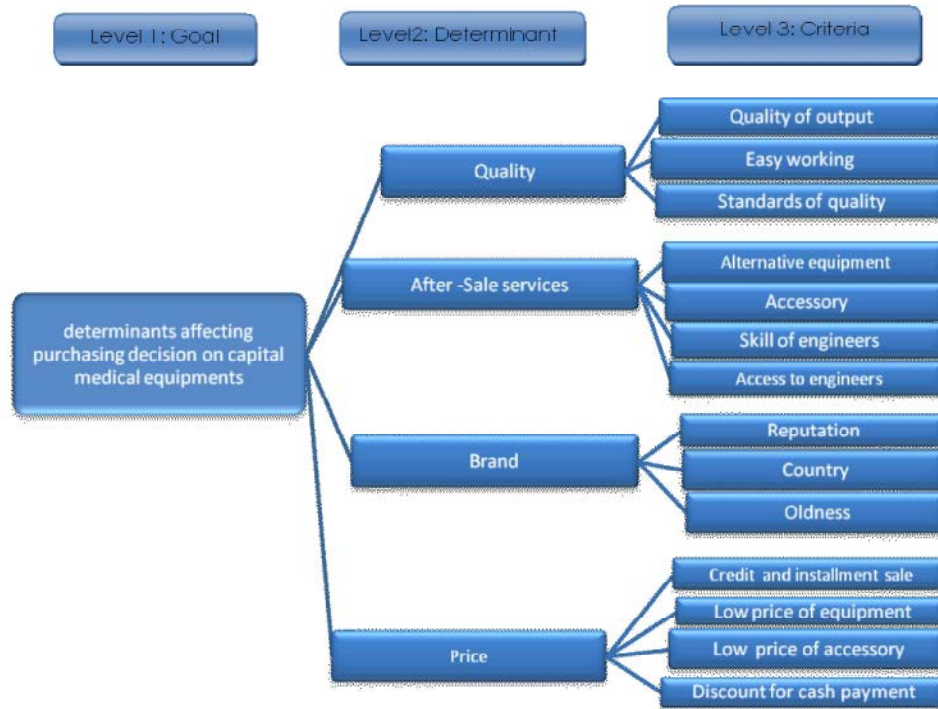 Level 1: Goal
Level2: Determinant
Level 3: Criteria
determinants affecting
purchasing decision on capital
medical equipments
Quality
Quality of output
Easy working
Standards of quality
After -Sale services
Alternative equipment
Accessory
Skill of engineers
Access to engineers
Brand
Reputation
Country
Oldness
Price
Credit and installment sale
Low price of equipment
Low price of accessory
Discount for cash payment